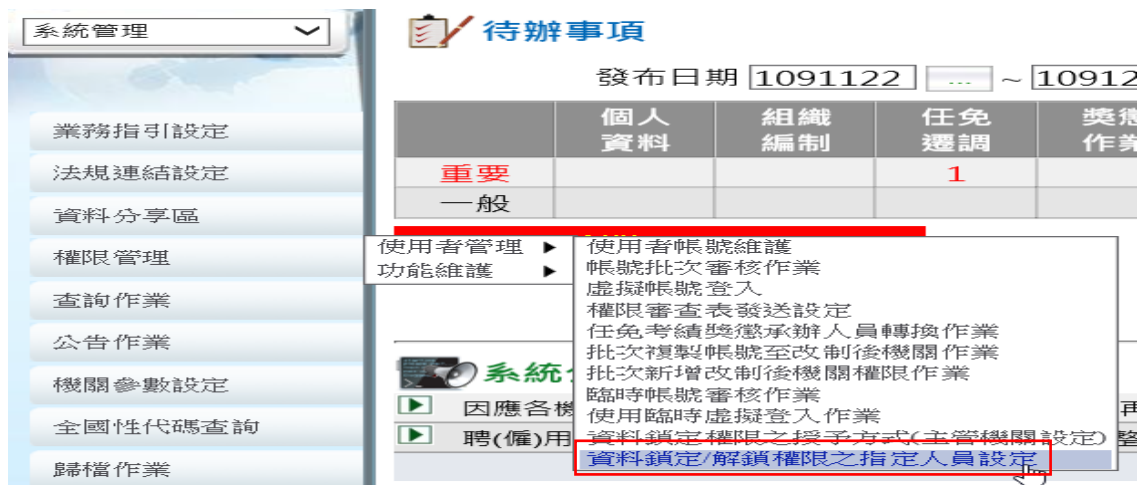 系統管理
業務指引設定
法規連結設定
資料分享區
權限管理
查詢作業
公告作業
機關參數設定
全國性代碼查詢
歸檔作業
待辦事項
發布日期 1091122 ... ~ 10912
個人資料 組織編制 任免遷調 獎懲作業
重要 1
一般
使用者管理
功能維護
使用者帳號維護
帳號批次審核作業
虛擬帳號登入
權限審查表發送設定
任免考績獎懲承辦人員轉換作業
批次複製帳號至改制後機關作業
批次新增改制後機關權限作業
臨時帳號審核作業
使用臨時虛擬登入作業
資料鎖定權限之授予方式(主管機關設定)
資料鎖定/解鎖權限之指定人員設定
系統
因應各機 再
聘(僱)用 整